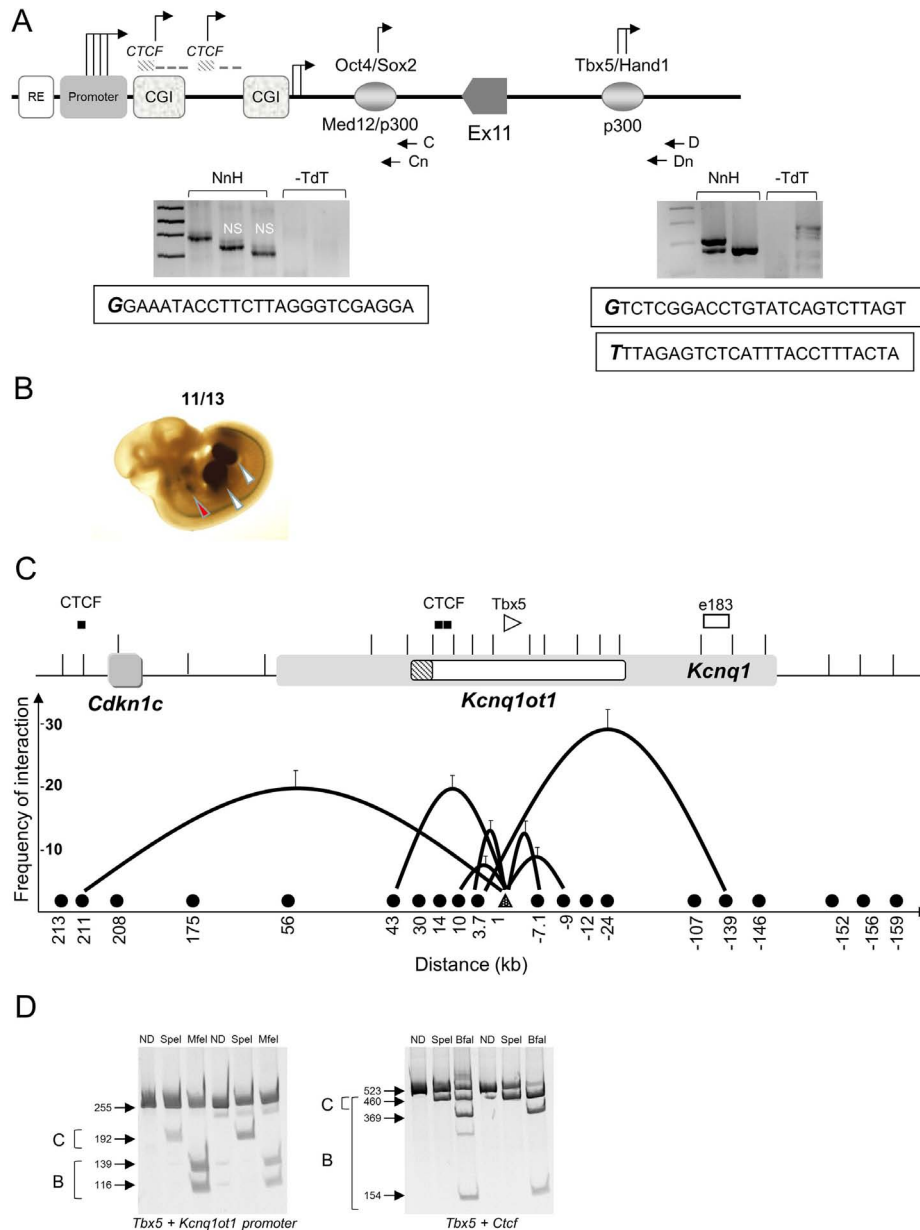 A
CTCF CTCF
Oct4/Sox2 Tbx5/Hand1
RE Promoter CGI CGI
Med12/p300 Ex11 p300
C D
Cn Dn
NnH -TdT NnH -TdT
NS NS
GGAAATACCTTCTTAGGGTCGAGGA
GTCTCGGACCTGTATCAGTCTTAGT
TTTAGAGTCTCATTTACCTTTACTA
B
11/13
C
CTCF CTCF Tbx5 e183
Cdkn1c Kcnq1ot1 Kcnq1
Frequency of interaction
-30
-20
-10
213 211 208 175 56 43 30 14 10 3.7 1 -7.1 -9 -12 -24 -107 -139 -146 -152 -156 -159
Distance (kb)
D
ND SpeI MfeI ND SpeI MfeI
255
C 192
139
B
116
Tbx5 + Kcnq1ot1 promoter
ND SpeI BfaI ND SpeI BfaI
523
C 460
369
B
154
Tbx5 + Ctcf